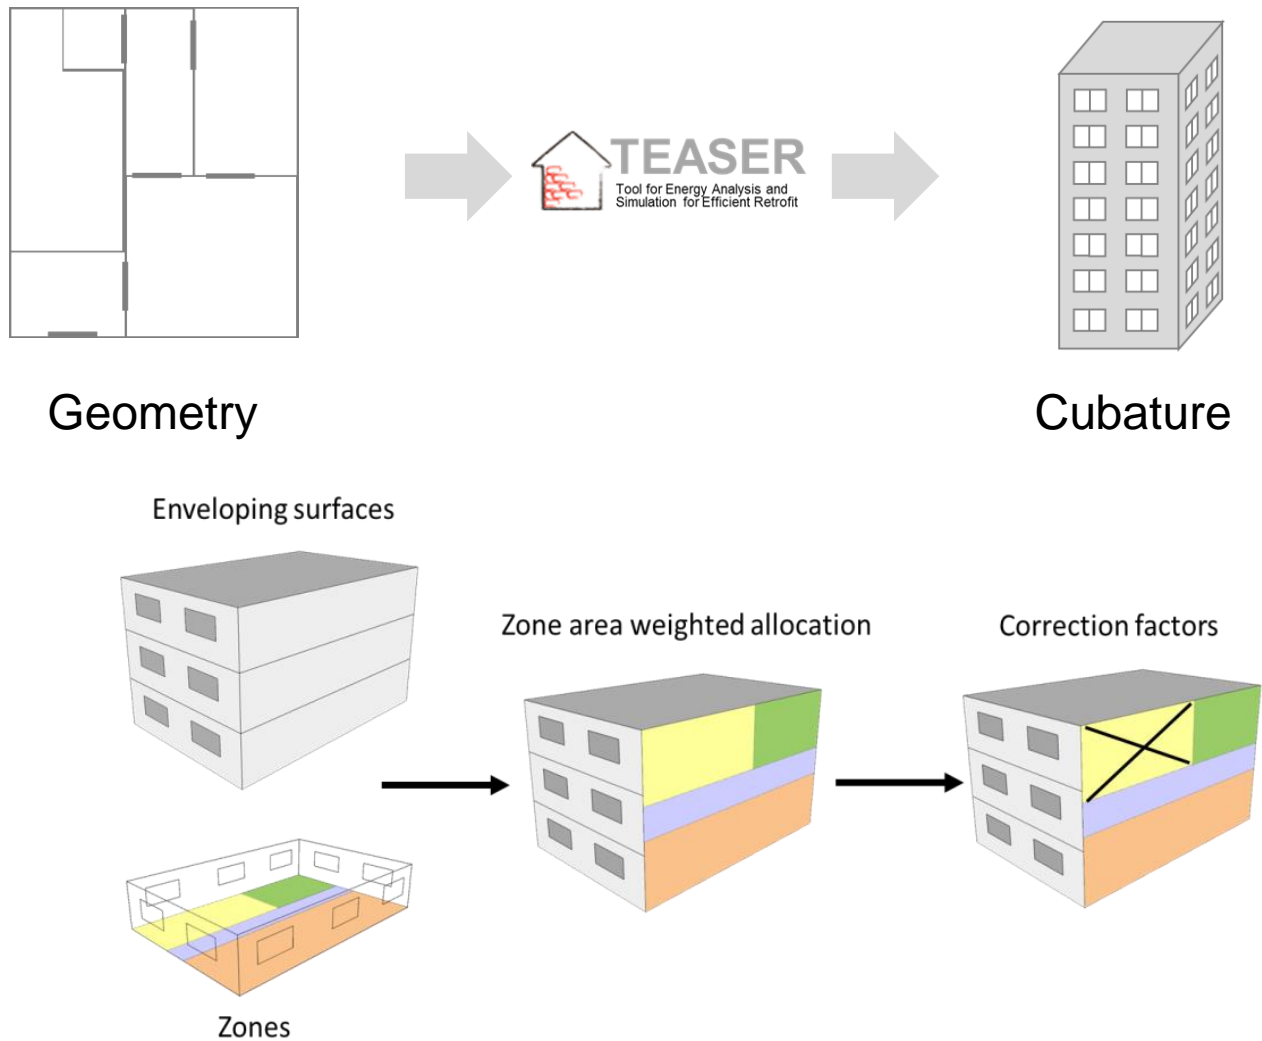 TEASER
Tool for Energy Analysis and
Simulation for Efficient Retrofit
Geometry
Cubature
Enveloping surfaces
Zone area weighted allocation
Correction factors
Zones